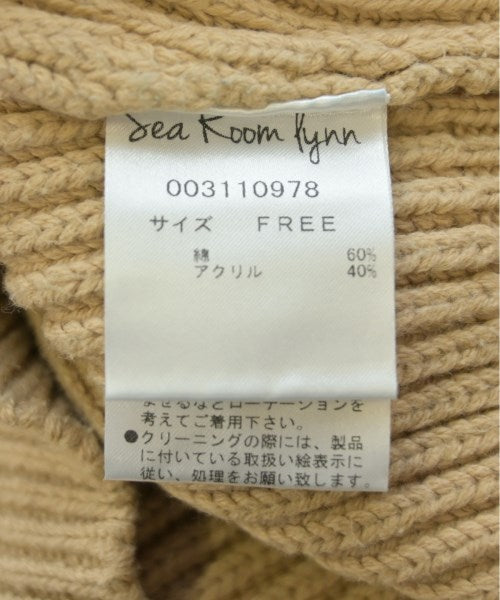 Sea Room lynn
003110978
サイズ FREE
綿 60%
アクリル 40%
ませるなどローテーションを
考えてご着用下さい。
●クリーニングの際には、製品
に付いている取扱い絵表示に
従い、処理をお願い致します。